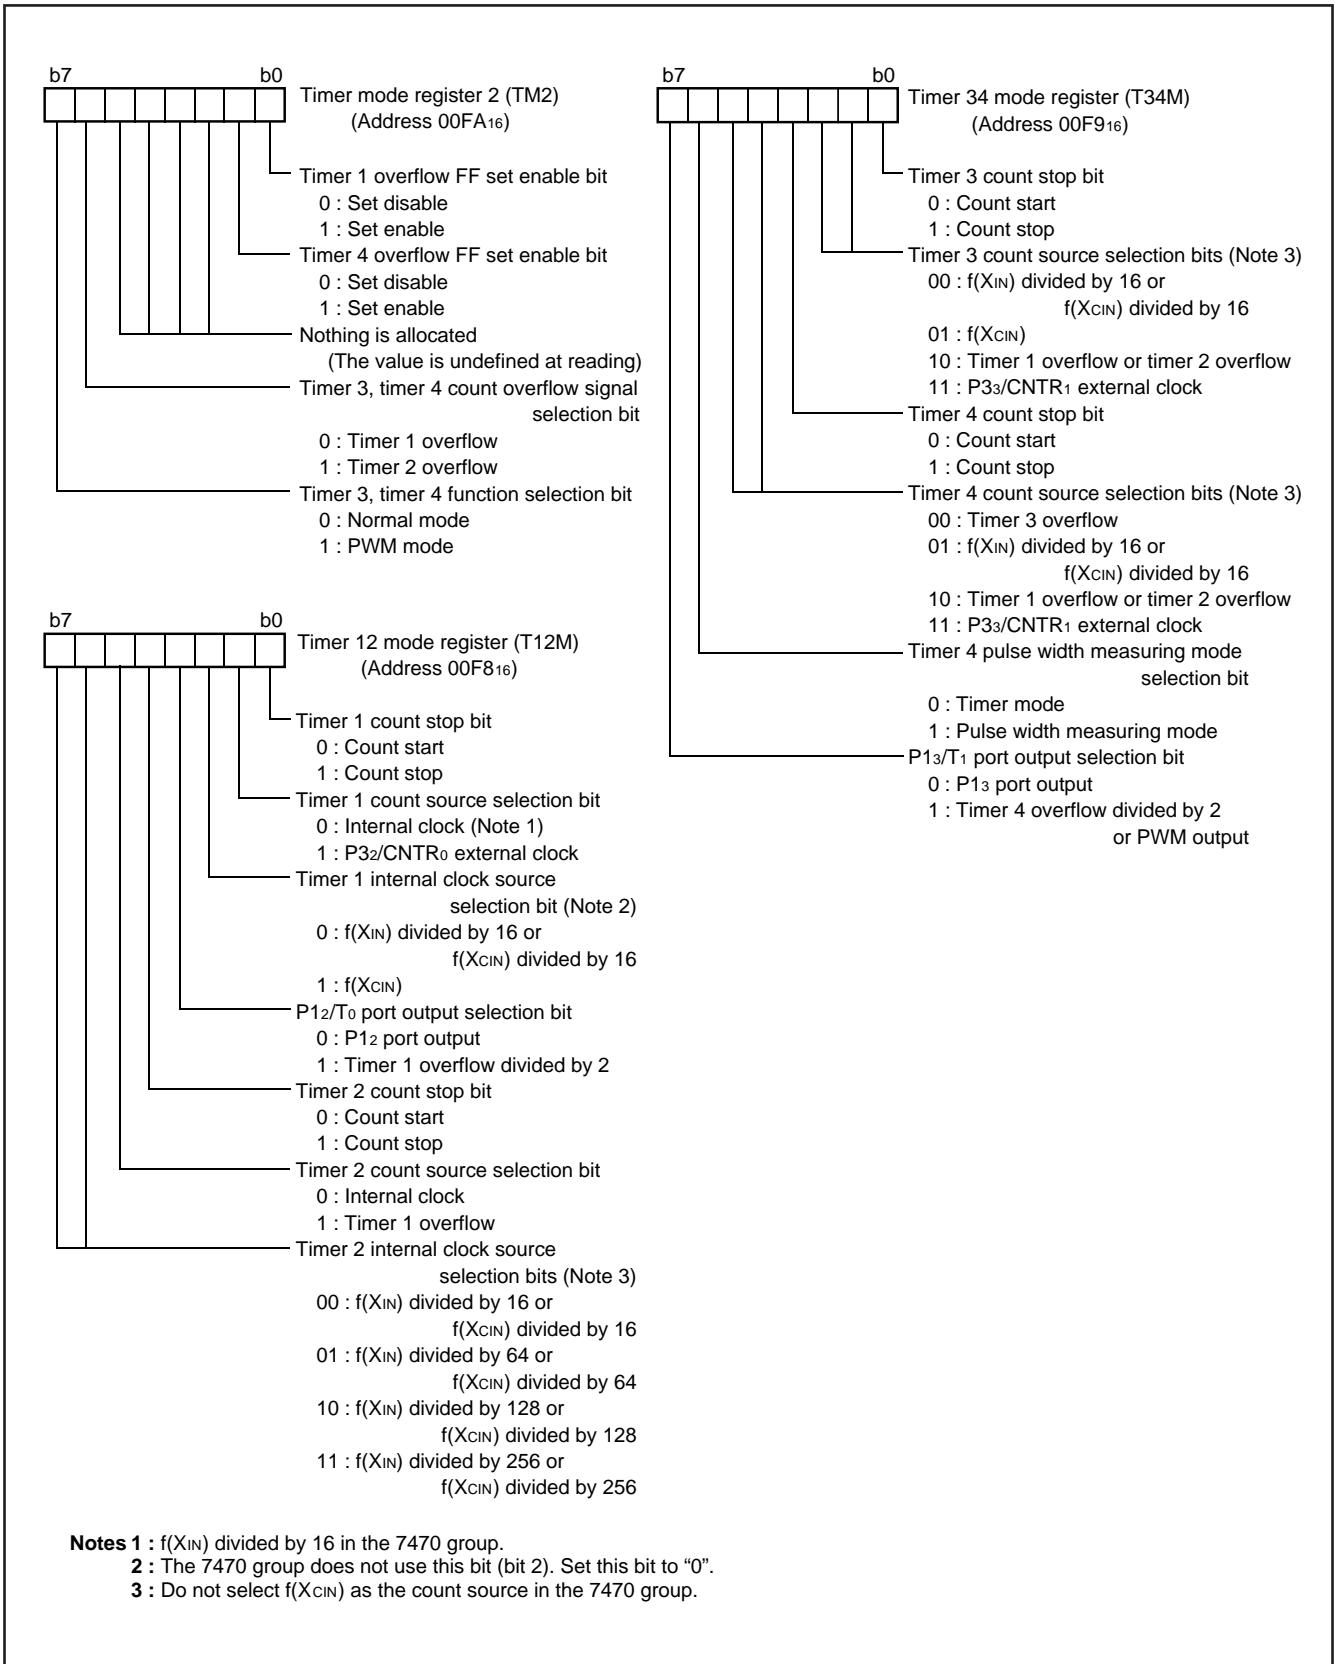 b7 b0
Timer mode register 2 (TM2)
(Address 00FA16)
Timer 1 overflow FF set enable bit
0 : Set disable
1 : Set enable
Timer 4 overflow FF set enable bit
0 : Set disable
1 : Set enable
Nothing is allocated
(The value is undefined at reading)
Timer 3, timer 4 count overflow signal
selection bit
0 : Timer 1 overflow
1 : Timer 2 overflow
Timer 3, timer 4 function selection bit
0 : Normal mode
1 : PWM mode
b7 b0
Timer 12 mode register (T12M)
(Address 00F816)
Timer 1 count stop bit
0 : Count start
1 : Count stop
Timer 1 count source selection bit
0 : Internal clock (Note 1)
1 : P32/CNTR0 external clock
Timer 1 internal clock source
selection bit (Note 2)
0 : f(XIN) divided by 16 or
f(XCIN) divided by 16
1 : f(XCIN)
P12/T0 port output selection bit
0 : P12 port output
1 : Timer 1 overflow divided by 2
Timer 2 count stop bit
0 : Count start
1 : Count stop
Timer 2 count source selection bit
0 : Internal clock
1 : Timer 1 overflow
Timer 2 internal clock source
selection bits (Note 3)
00 : f(XIN) divided by 16 or
f(XCIN) divided by 16
01 : f(XIN) divided by 64 or
f(XCIN) divided by 64
10 : f(XIN) divided by 128 or
f(XCIN) divided by 128
11 : f(XIN) divided by 256 or
f(XCIN) divided by 256
b7 b0
Timer 34 mode register (T34M)
(Address 00F916)
Timer 3 count stop bit
0 : Count start
1 : Count stop
Timer 3 count source selection bits (Note 3)
00 : f(XIN) divided by 16 or
f(XCIN) divided by 16
01 : f(XCIN)
10 : Timer 1 overflow or timer 2 overflow
11 : P33/CNTR1 external clock
Timer 4 count stop bit
0 : Count start
1 : Count stop
Timer 4 count source selection bits (Note 3)
00 : Timer 3 overflow
01 : f(XIN) divided by 16 or
f(XCIN) divided by 16
10 : Timer 1 overflow or timer 2 overflow
11 : P33/CNTR1 external clock
Timer 4 pulse width measuring mode
selection bit
0 : Timer mode
1 : Pulse width measuring mode
P13/T1 port output selection bit
0 : P13 port output
1 : Timer 4 overflow divided by 2
or PWM output
Notes 1 : f(XIN) divided by 16 in the 7470 group.
2 : The 7470 group does not use this bit (bit 2). Set this bit to “0”.
3 : Do not select f(XCIN) as the count source in the 7470 group.